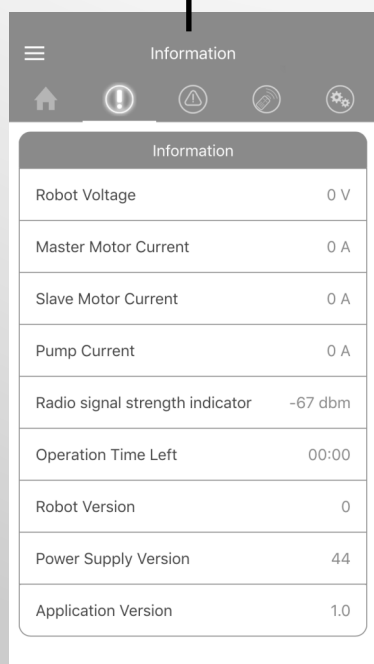 Information
Information
Robot Voltage 0 V
Master Motor Current 0 A
Slave Motor Current 0 A
Pump Current 0 A
Radio signal strength indicator -67 dbm
Operation Time Left 00:00
Robot Version 0
Power Supply Version 44
Application Version 1.0